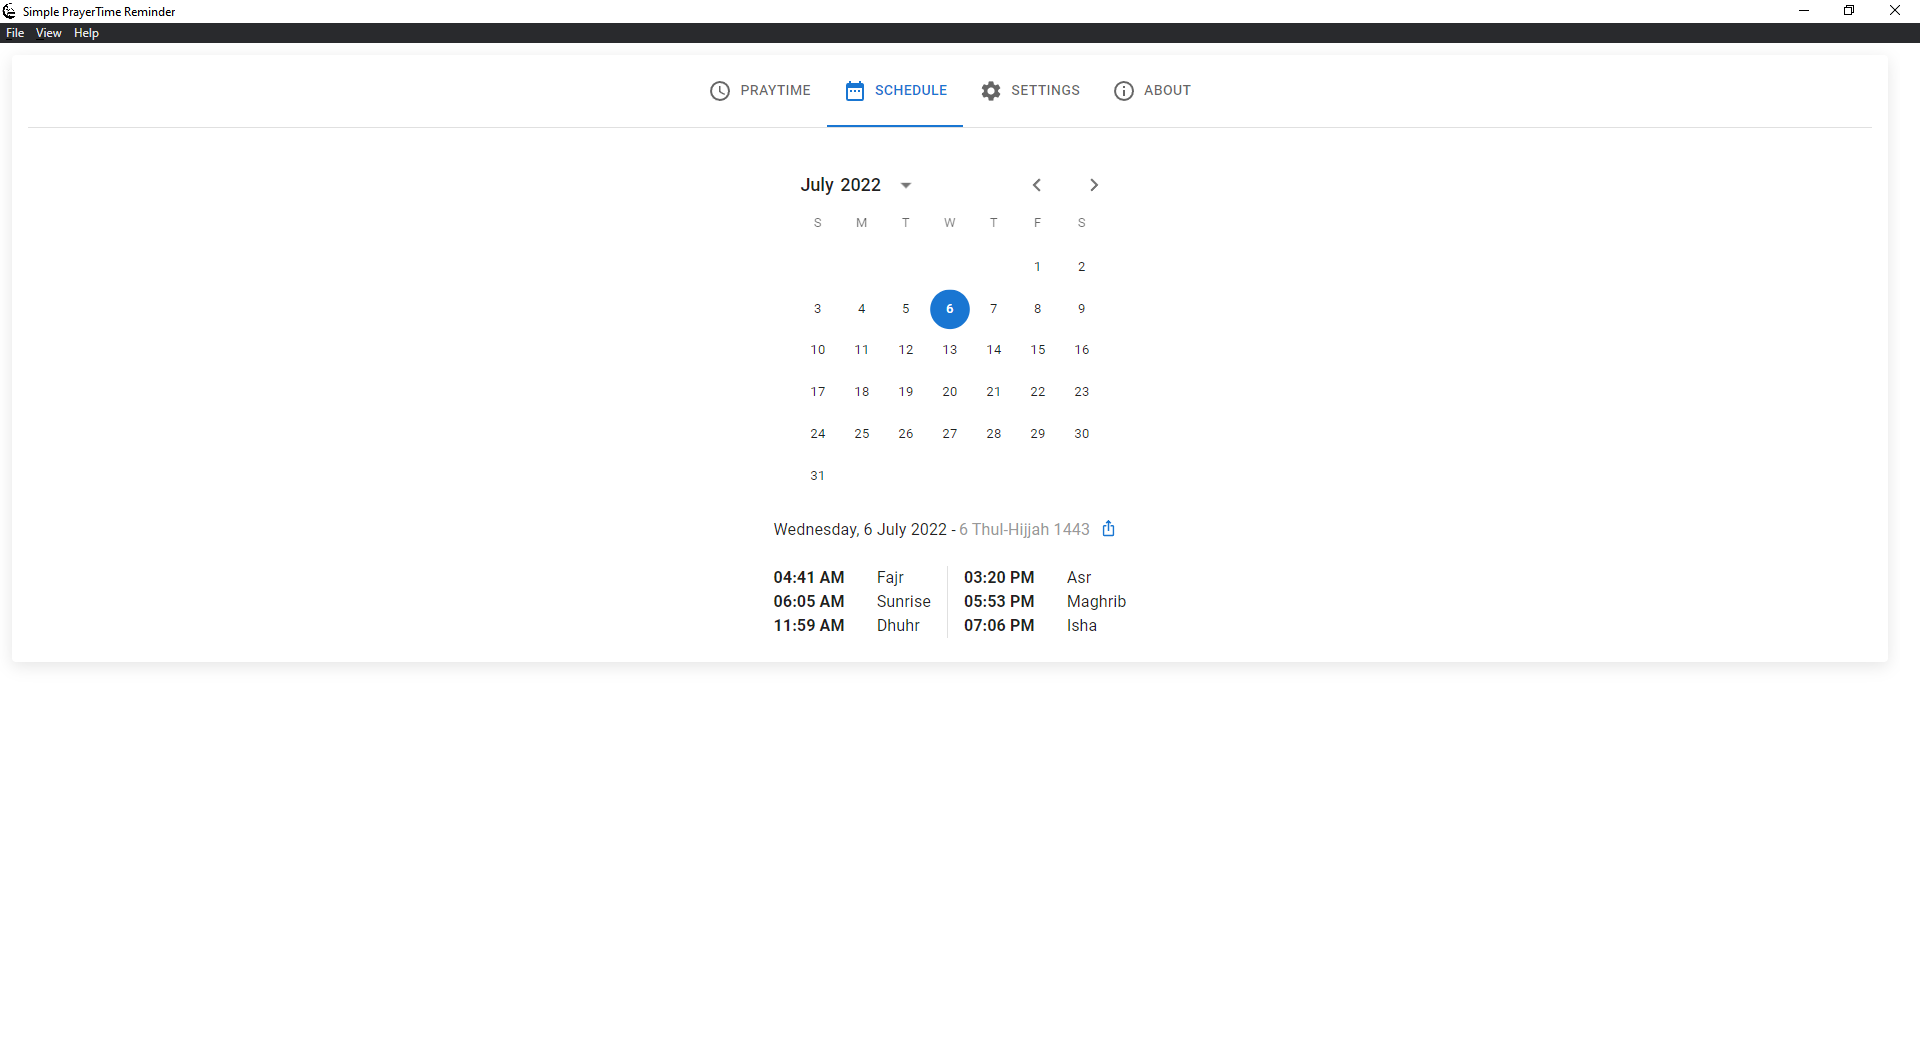 Simple PrayerTime Reminder
File View Help
PRAYTIME SCHEDULE SETTINGS ABOUT
July 2022
S M T W T F S
1 2
3 4 5 6 7 8 9
10 11 12 13 14 15 16
17 18 19 20 21 22 23
24 25 26 27 28 29 30
31
Wednesday, 6 July 2022 - 6 Thul-Hijjah 1443
04:41 AM Fajr 03:20 PM Asr
06:05 AM Sunrise 05:53 PM Maghrib
11:59 AM Dhuhr 07:06 PM Isha